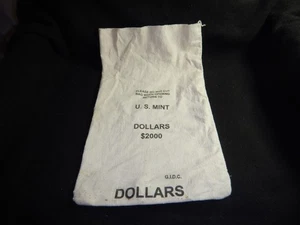 U. S. MINT
DOLLARS
$2000
G.I.D.C.
DOLLARS